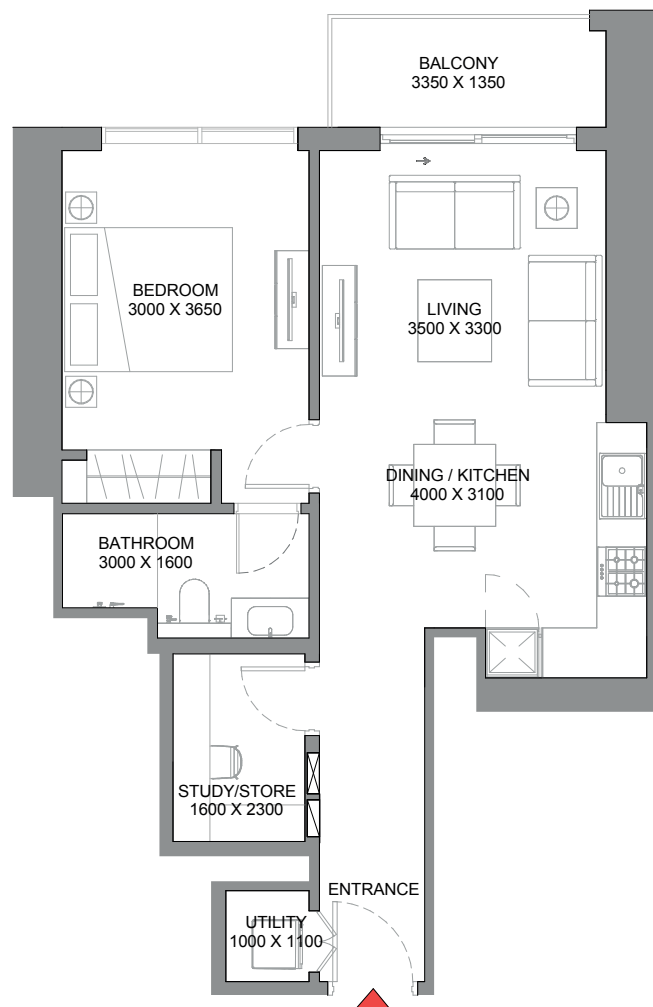 BALCONY
3350 X 1350
BEDROOM
3000 X 3650
LIVING
3500 X 3300
DINING / KITCHEN
4000 X 3100
BATHROOM
3000 X 1600
STUDY/STORE
1600 X 2300
ENTRANCE
UTILITY
1000 X 1100